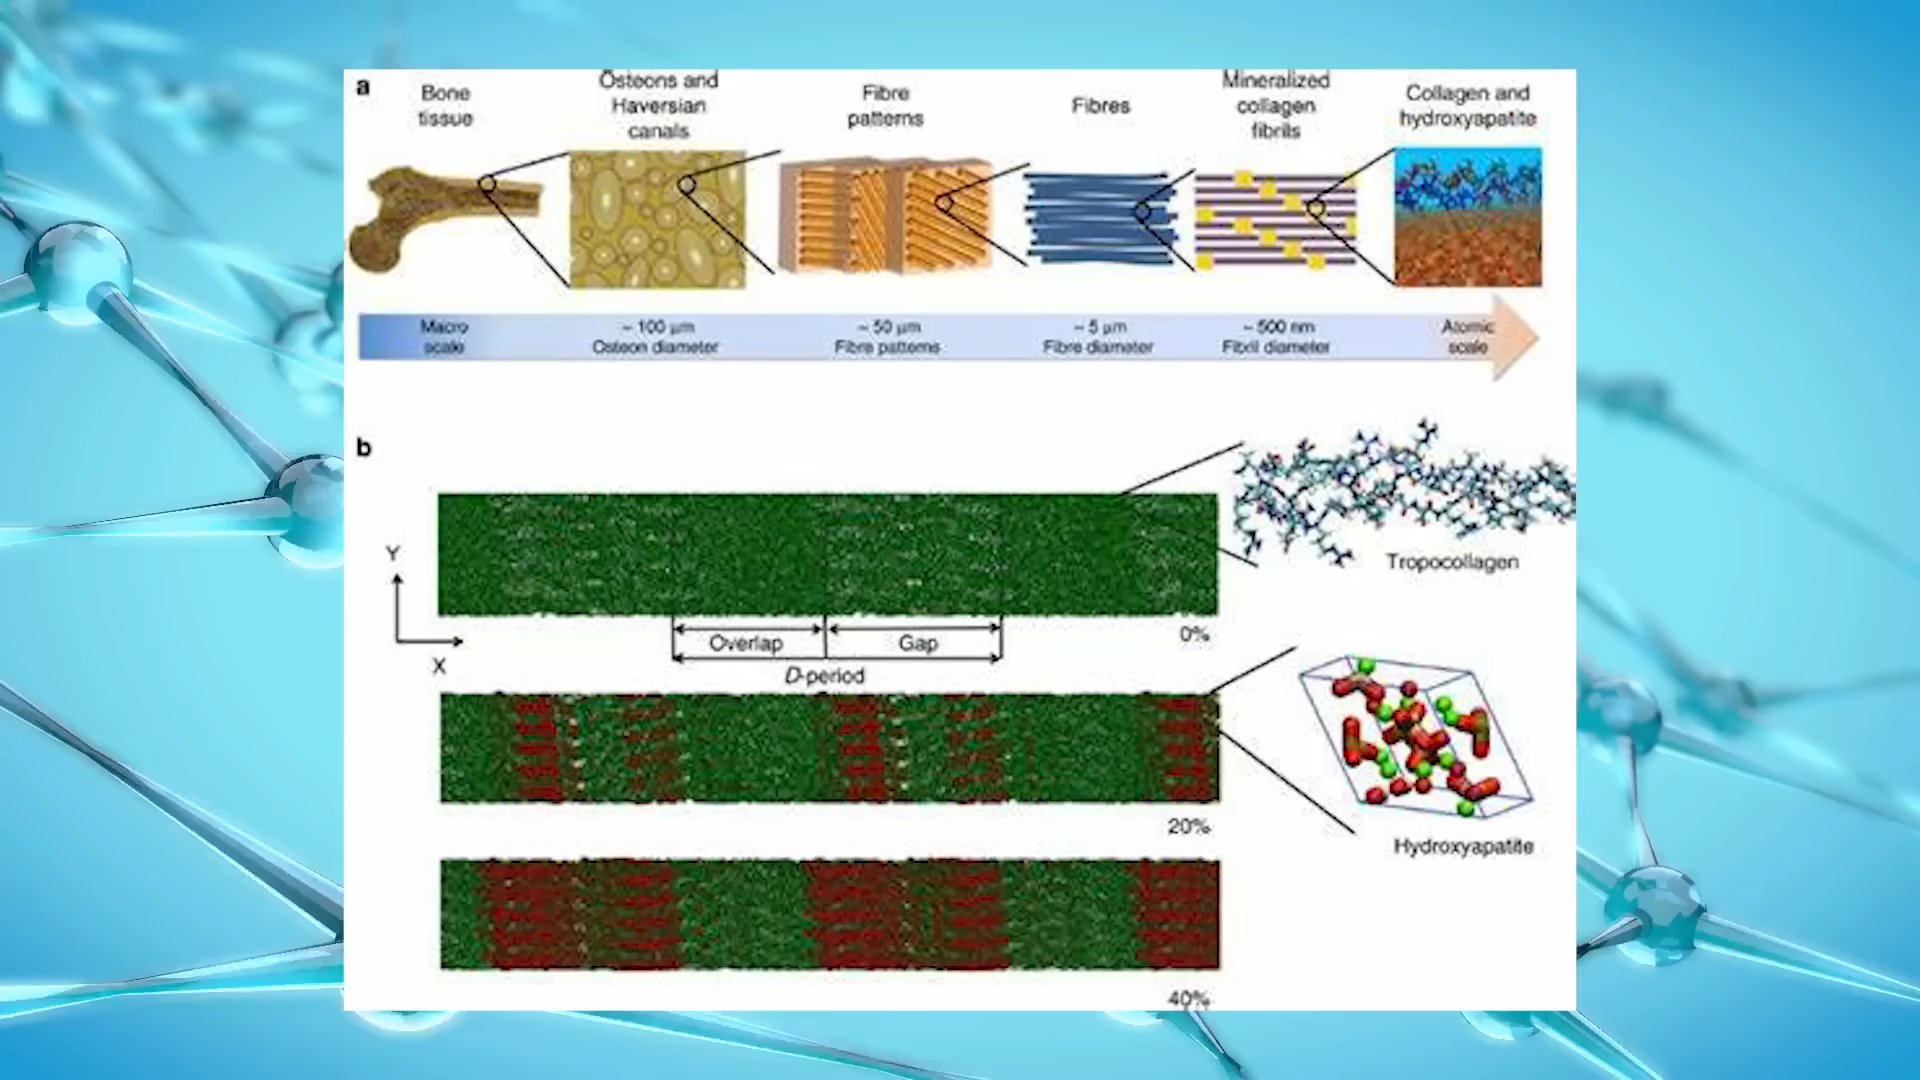 a
Bone
tissue
Osteons and
Haversian
canals
Fibre
patterns
Fibres
Mineralized
collagen
fibrils
Collagen and
hydroxyapatite
Macro
scale
~ 100 µm
Osteon diameter
~ 50 µm
Fibre patterns
~ 5 µm
Fibre diameter
~ 500 nm
Fibril diameter
Atomic
scale
b
Tropocollagen
Y
X
Overlap
Gap
D-period
0%
20%
Hydroxyapatite
40%